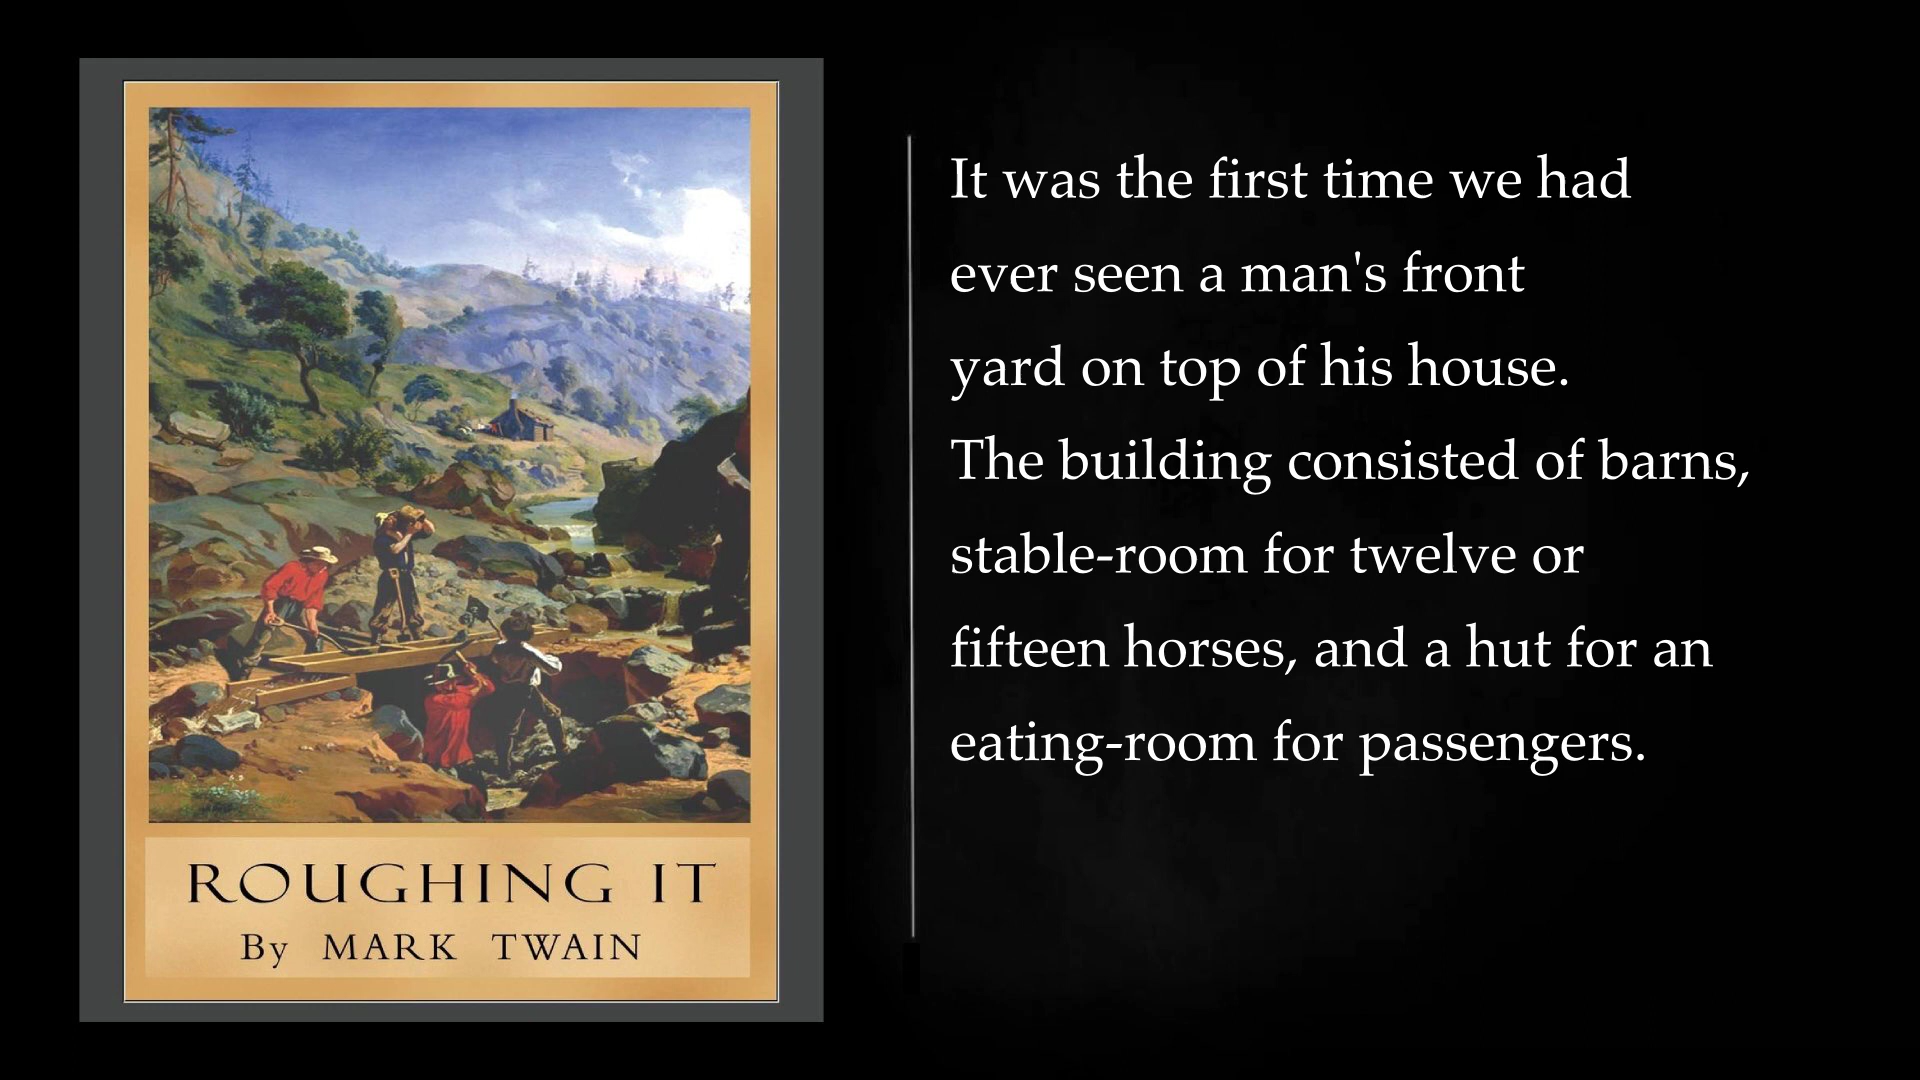 ROUGHING IT
By MARK TWAIN
It was the first time we had
ever seen a man's front
yard on top of his house.
The building consisted of barns,
stable-room for twelve or
fifteen horses, and a hut for an
eating-room for passengers.